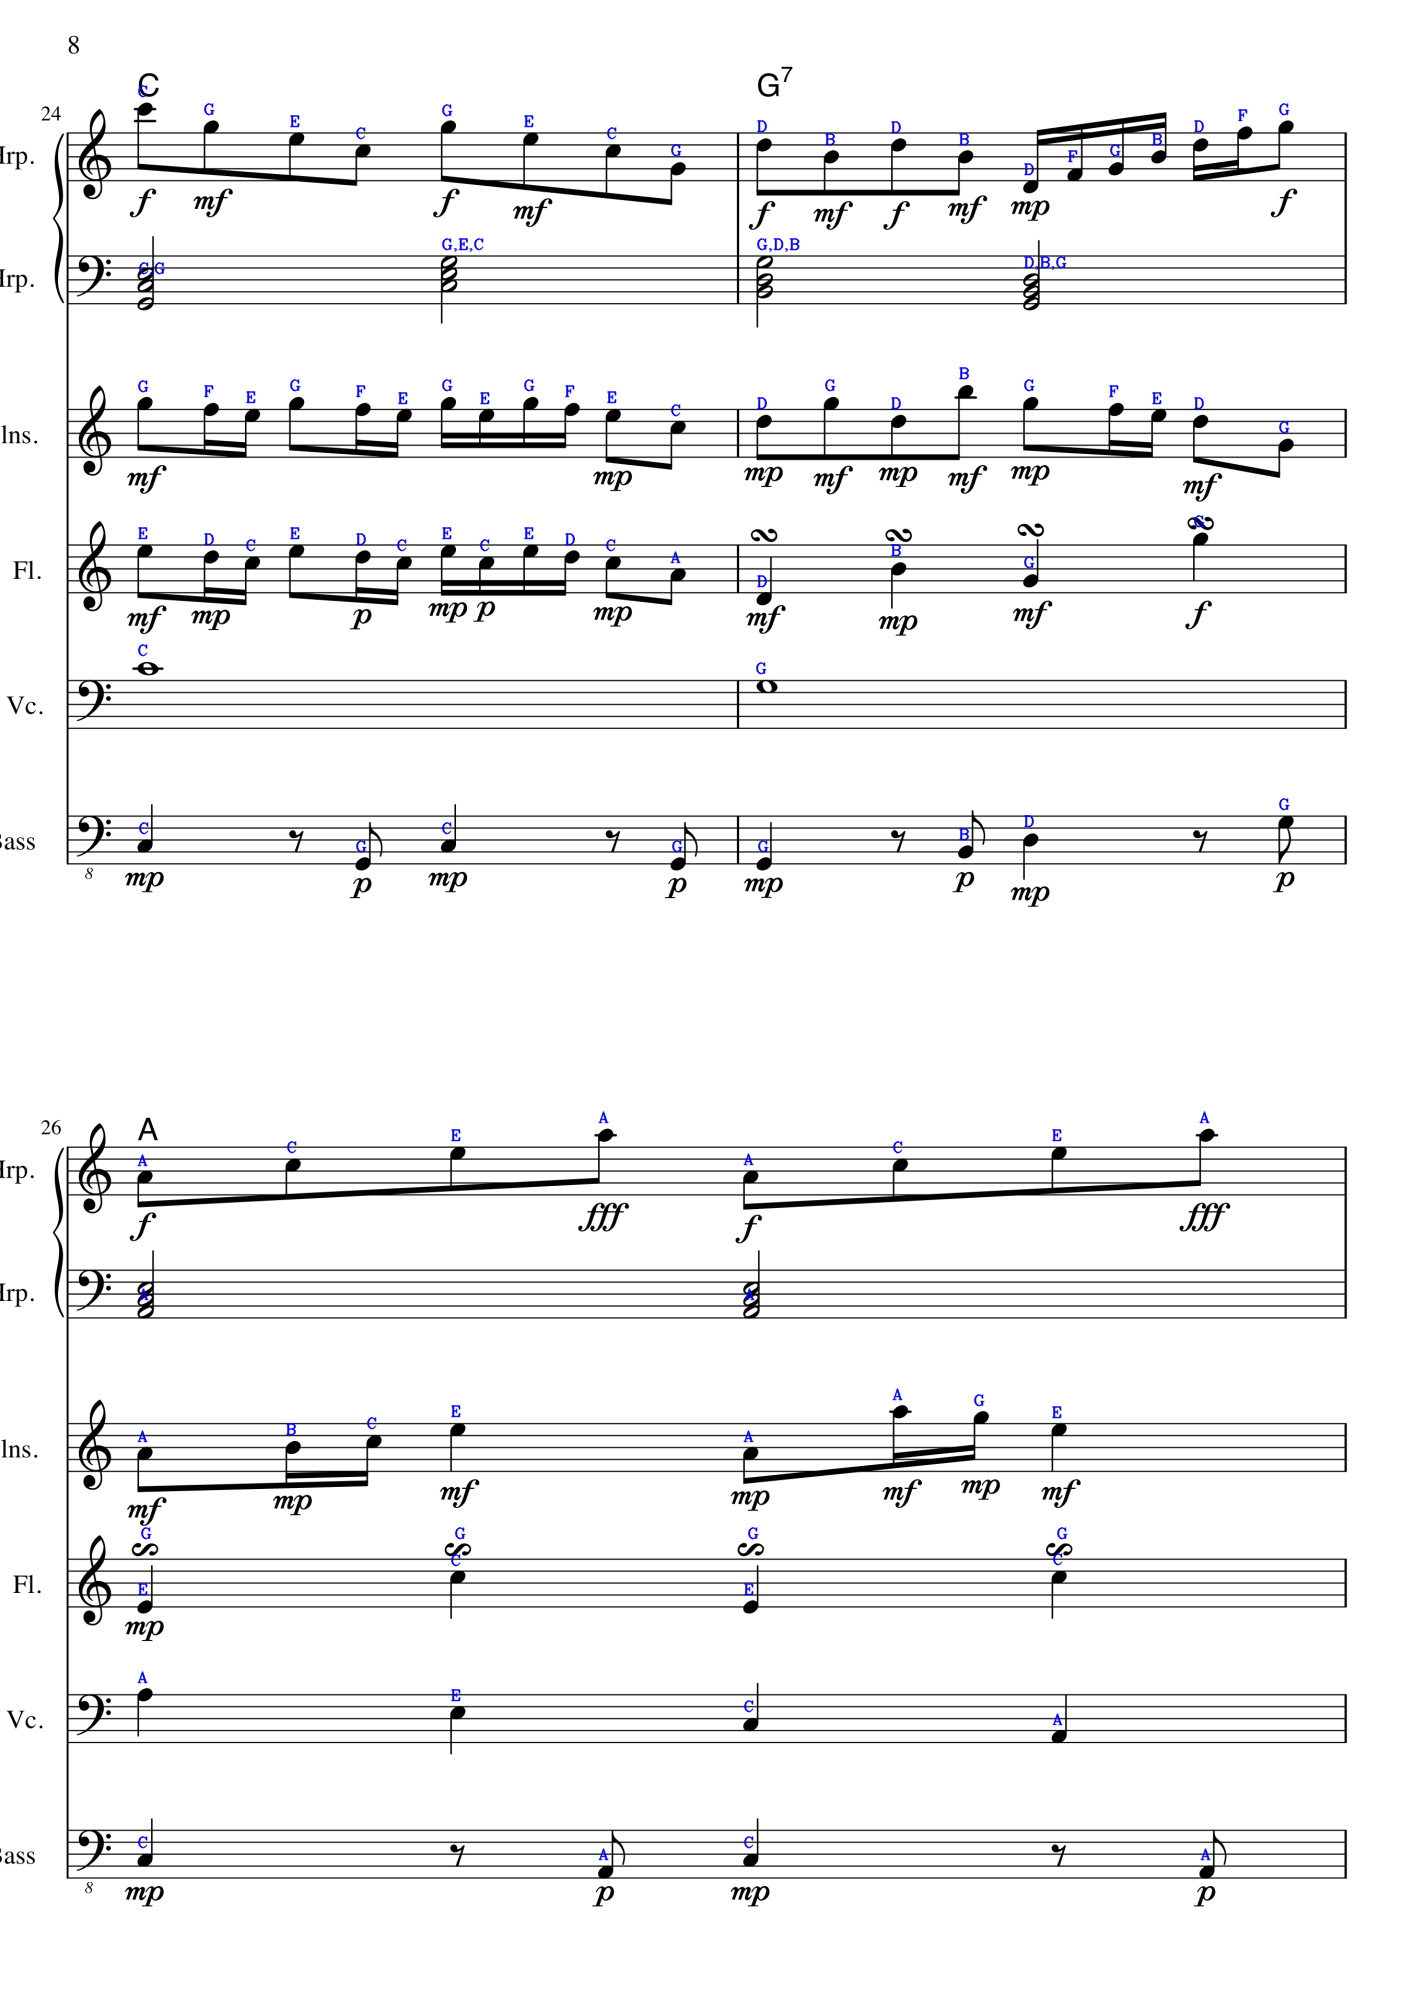 8
C
G7
24
C G E C G E C G D B D B D F G B D F G
Hrp.
f mf f mf f mf f mf mp f
G,E,C G,D,B D,B,G
Hrp.
G F E G F E G E G F E C D G D B G F E D G
lns.
mf mp mp mf mp mf mp mf
E D C E D C E C E D C A D B G G
Fl.
mf mp p mp p mp mf mp mf f
C G
Vc.
C G C G G B D G
Bass
8
mp p mp p mp p mp p
A
26
A C E A A C E A
Hrp.
f fff f fff
Hrp.
A B C E A A G E
lns.
mf mp mf mp mf mp mf
G G G G
E C E C
Fl.
mp
A E C A
Vc.
C A C A
Bass
8
mp p mp p